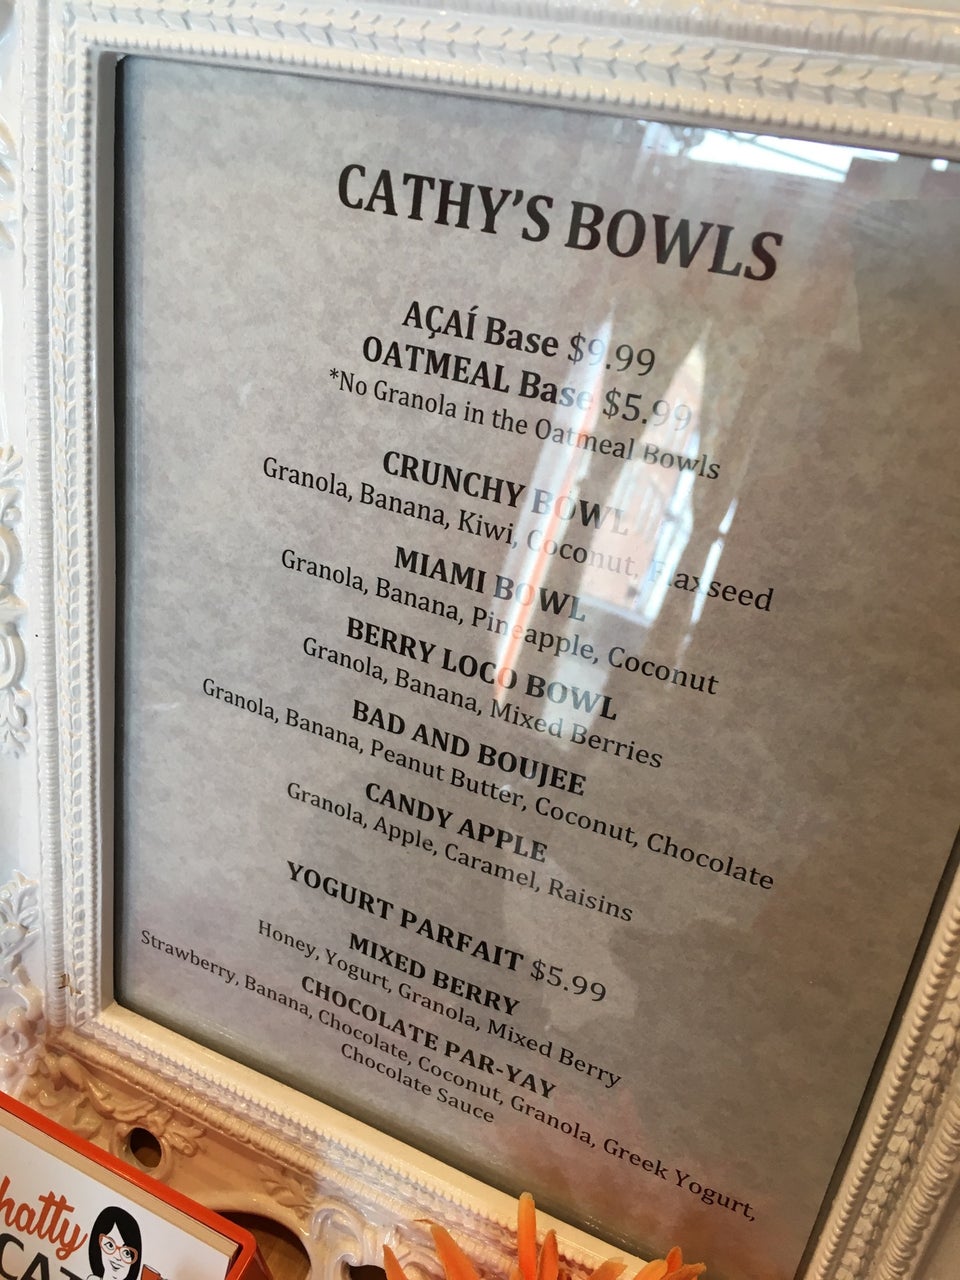 CATHY'S BOWLS
AÇAÍ Base $9.99
OATMEAL Base $5.99
*No Granola in the Oatmeal Bowls
CRUNCHY BOWL
Granola, Banana, Kiwi, Coconut, Flaxseed
MIAMI BOWL
Granola, Banana, Pineapple, Coconut
BERRY LOCO BOWL
Granola, Banana, Mixed Berries
BAD AND BOUJEE
Granola, Banana, Peanut Butter, Coconut, Chocolate
CANDY APPLE
Granola, Apple, Caramel, Raisins
YOGURT PARFAIT $5.99
MIXED BERRY
Honey, Yogurt, Granola, Mixed Berry
CHOCOLATE PAR-YAY
Strawberry, Banana, Chocolate, Coconut, Granola, Greek Yogurt,
Chocolate Sauce
hatty